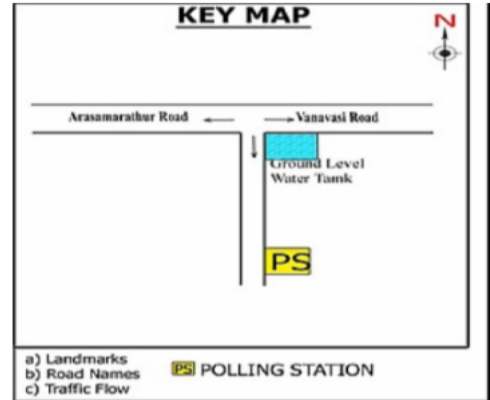 KEY MAP
N
Arasamarathur Road
Vanavasi Road
Ground Level
Water Tamk
PS
a) Landmarks
b) Road Names
c) Traffic Flow
PS POLLING STATION